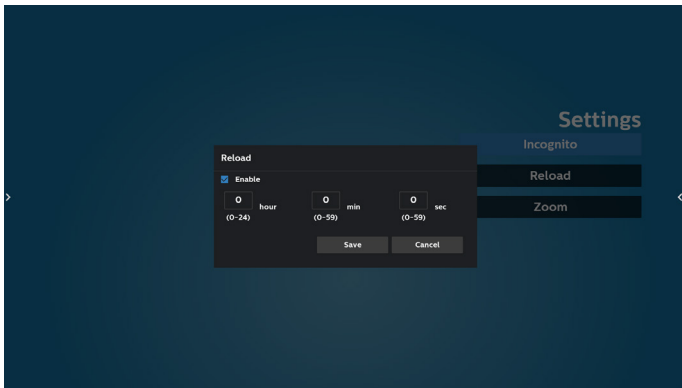 Settings
Incognito
Reload
Zoom
Reload
Enable
0 hour 0 min 0 sec
(0-24) (0-59) (0-59)
Save Cancel